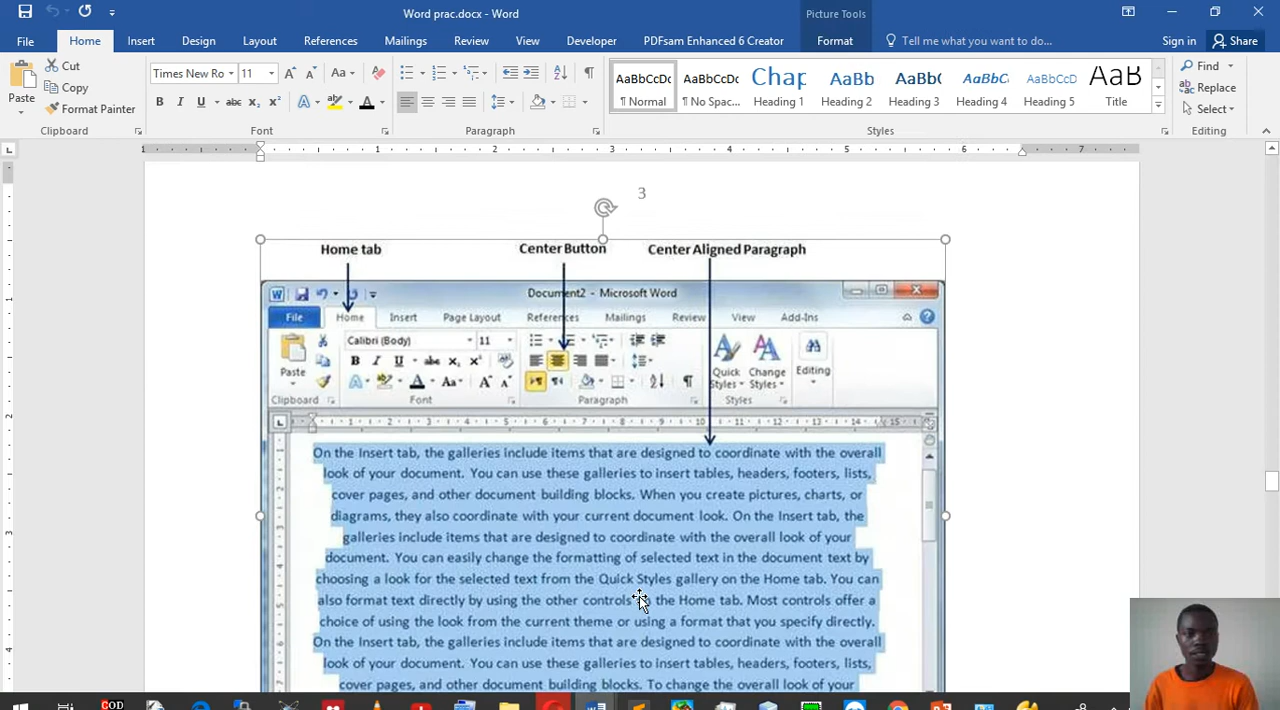 Word prac.docx - Word
Picture Tools
File
Home
Insert
Design
Layout
References
Mailings
Review
View
Developer
PDFsam Enhanced 6 Creator
Format
Tell me what you want to do...
Sign in
Share
Paste
Cut
Copy
Format Painter
Clipboard
Times New Ro
11
Font
Paragraph
AaBbCcDc
¶ Normal
AaBbCcDc
¶ No Spac...
Chap
Heading 1
AaBb
Heading 2
AaBb(
Heading 3
AaBbC
Heading 4
AaBbCcD
Heading 5
AaB
Title
Styles
Find
Replace
Select
Editing
1 1 2 3 4 5 6 7
3
Home tab
Center Button
Center Aligned Paragraph
Document2 - Microsoft Word
File
Home
Insert
Page Layout
References
Mailings
Review
View
Add-Ins
Paste
Calibri (Body)
11
Quick Styles
Change Styles
Editing
Clipboard
Font
Paragraph
Styles
On the Insert tab, the galleries include items that are designed to coordinate with the overall
look of your document. You can use these galleries to insert tables, headers, footers, lists,
cover pages, and other document building blocks. When you create pictures, charts, or
diagrams, they also coordinate with your current document look. On the Insert tab, the
galleries include items that are designed to coordinate with the overall look of your
document. You can easily change the formatting of selected text in the document text by
choosing a look for the selected text from the Quick Styles gallery on the Home tab. You can
also format text directly by using the other controls the Home tab. Most controls offer a
choice of using the look from the current theme or using a format that you specify directly.
On the Insert tab, the galleries include items that are designed to coordinate with the overall
look of your document. You can use these galleries to insert tables, headers, footers, lists,
cover pages, and other document building blocks. To change the overall look of your
COD